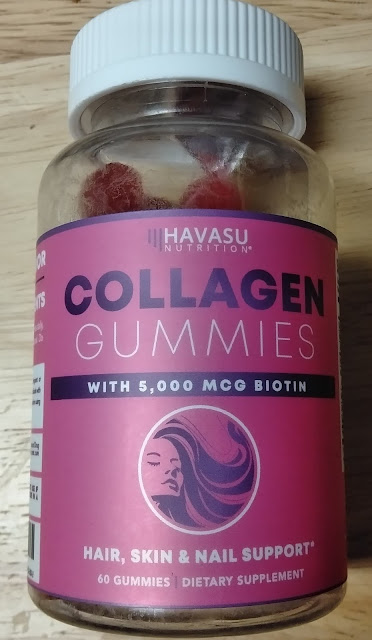 HAVASU
NUTRITION®
COLLAGEN
GUMMIES
WITH 5,000 MCG BIOTIN
HAIR, SKIN & NAIL SUPPORT*
60 GUMMIES | DIETARY SUPPLEMENT